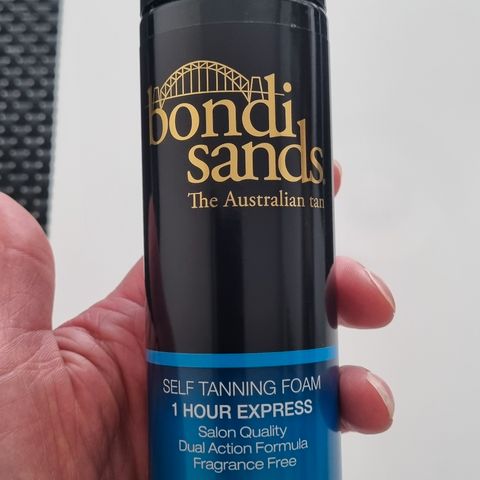 bondi
sands
The Australian tan
SELF TANNING FOAM
1 HOUR EXPRESS
Salon Quality
Dual Action Formula
Fragrance Free